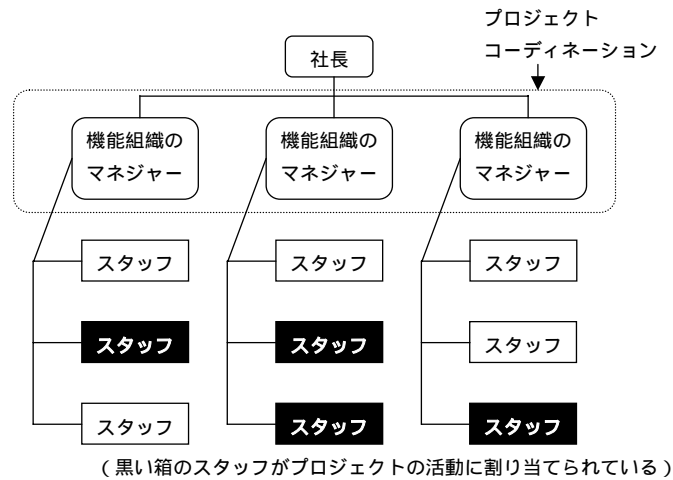 プロジェクト
コーディネーション
社長
機能組織の
マネジャー
機能組織の
マネジャー
機能組織の
マネジャー
スタッフ
スタッフ
スタッフ
スタッフ
スタッフ
スタッフ
スタッフ
スタッフ
スタッフ
(黒い箱のスタッフがプロジェクトの活動に割り当てられている)